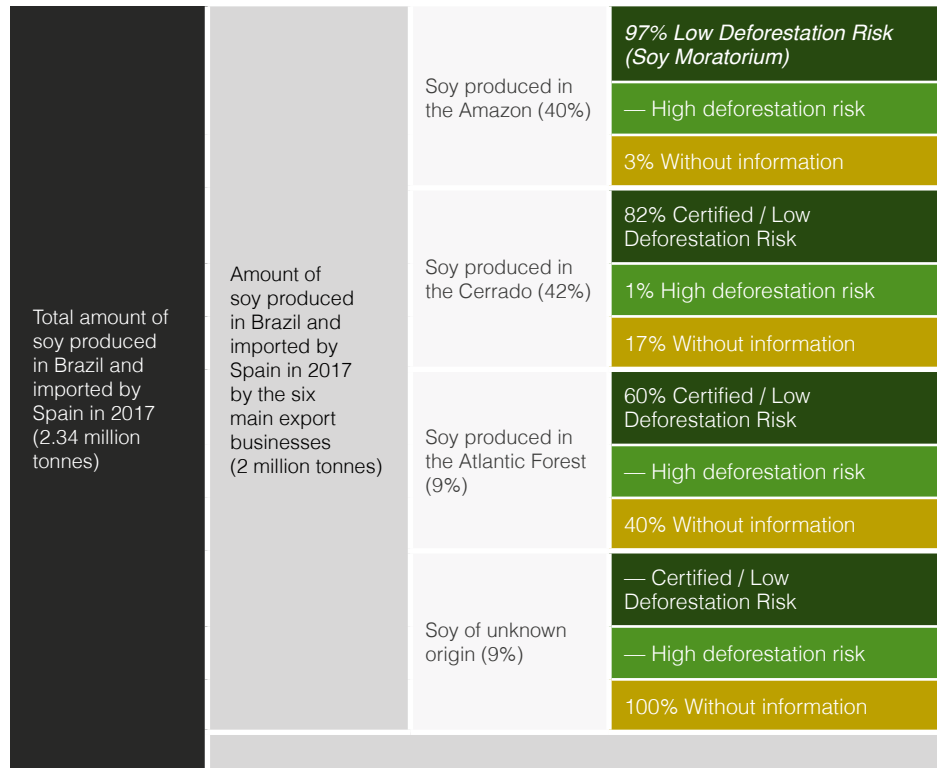 Total amount of
soy produced
in Brazil and
imported by
Spain in 2017
(2.34 million
tonnes)
Amount of
soy produced
in Brazil and
imported by
Spain in 2017
by the six
main export
businesses
(2 million tonnes)
Soy produced in
the Amazon (40%)
97% Low Deforestation Risk
(Soy Moratorium)
— High deforestation risk
3% Without information
Soy produced in
the Cerrado (42%)
82% Certified / Low
Deforestation Risk
1% High deforestation risk
17% Without information
Soy produced in
the Atlantic Forest
(9%)
60% Certified / Low
Deforestation Risk
— High deforestation risk
40% Without information
Soy of unknown
origin (9%)
— Certified / Low
Deforestation Risk
— High deforestation risk
100% Without information